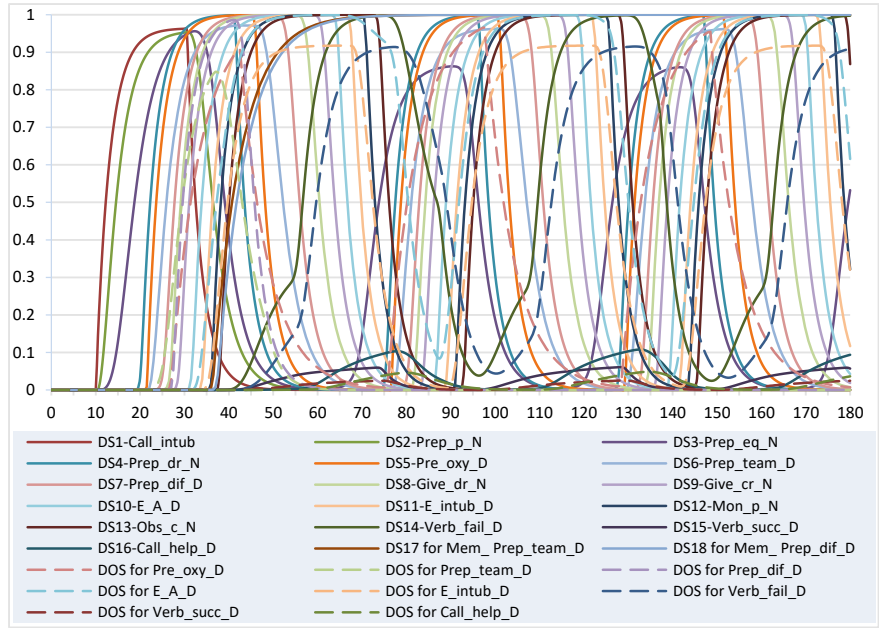 1
0.9
0.8
0.7
0.6
0.5
0.4
0.3
0.2
0.1
0
0 10 20 30 40 50 60 70 80 90 100 110 120 130 140 150 160 170 180
DS1-Call_intub DS2-Prep_p_N DS3-Prep_eq_N
DS4-Prep_dr_N DS5-Pre_oxy_D DS6-Prep_team_D
DS7-Prep_dif_D DS8-Give_dr_N DS9-Give_cr_N
DS10-E_A_D DS11-E_intub_D DS12-Mon_p_N
DS13-Obs_c_N DS14-Verb_fail_D DS15-Verb_succ_D
DS16-Call_help_D DS17 for Mem_ Prep_team_D DS18 for Mem_ Prep_dif_D
DOS for Pre_oxy_D DOS for Prep_team_D DOS for Prep_dif_D
DOS for E_A_D DOS for E_intub_D DOS for Verb_fail_D
DOS for Verb_succ_D DOS for Call_help_D